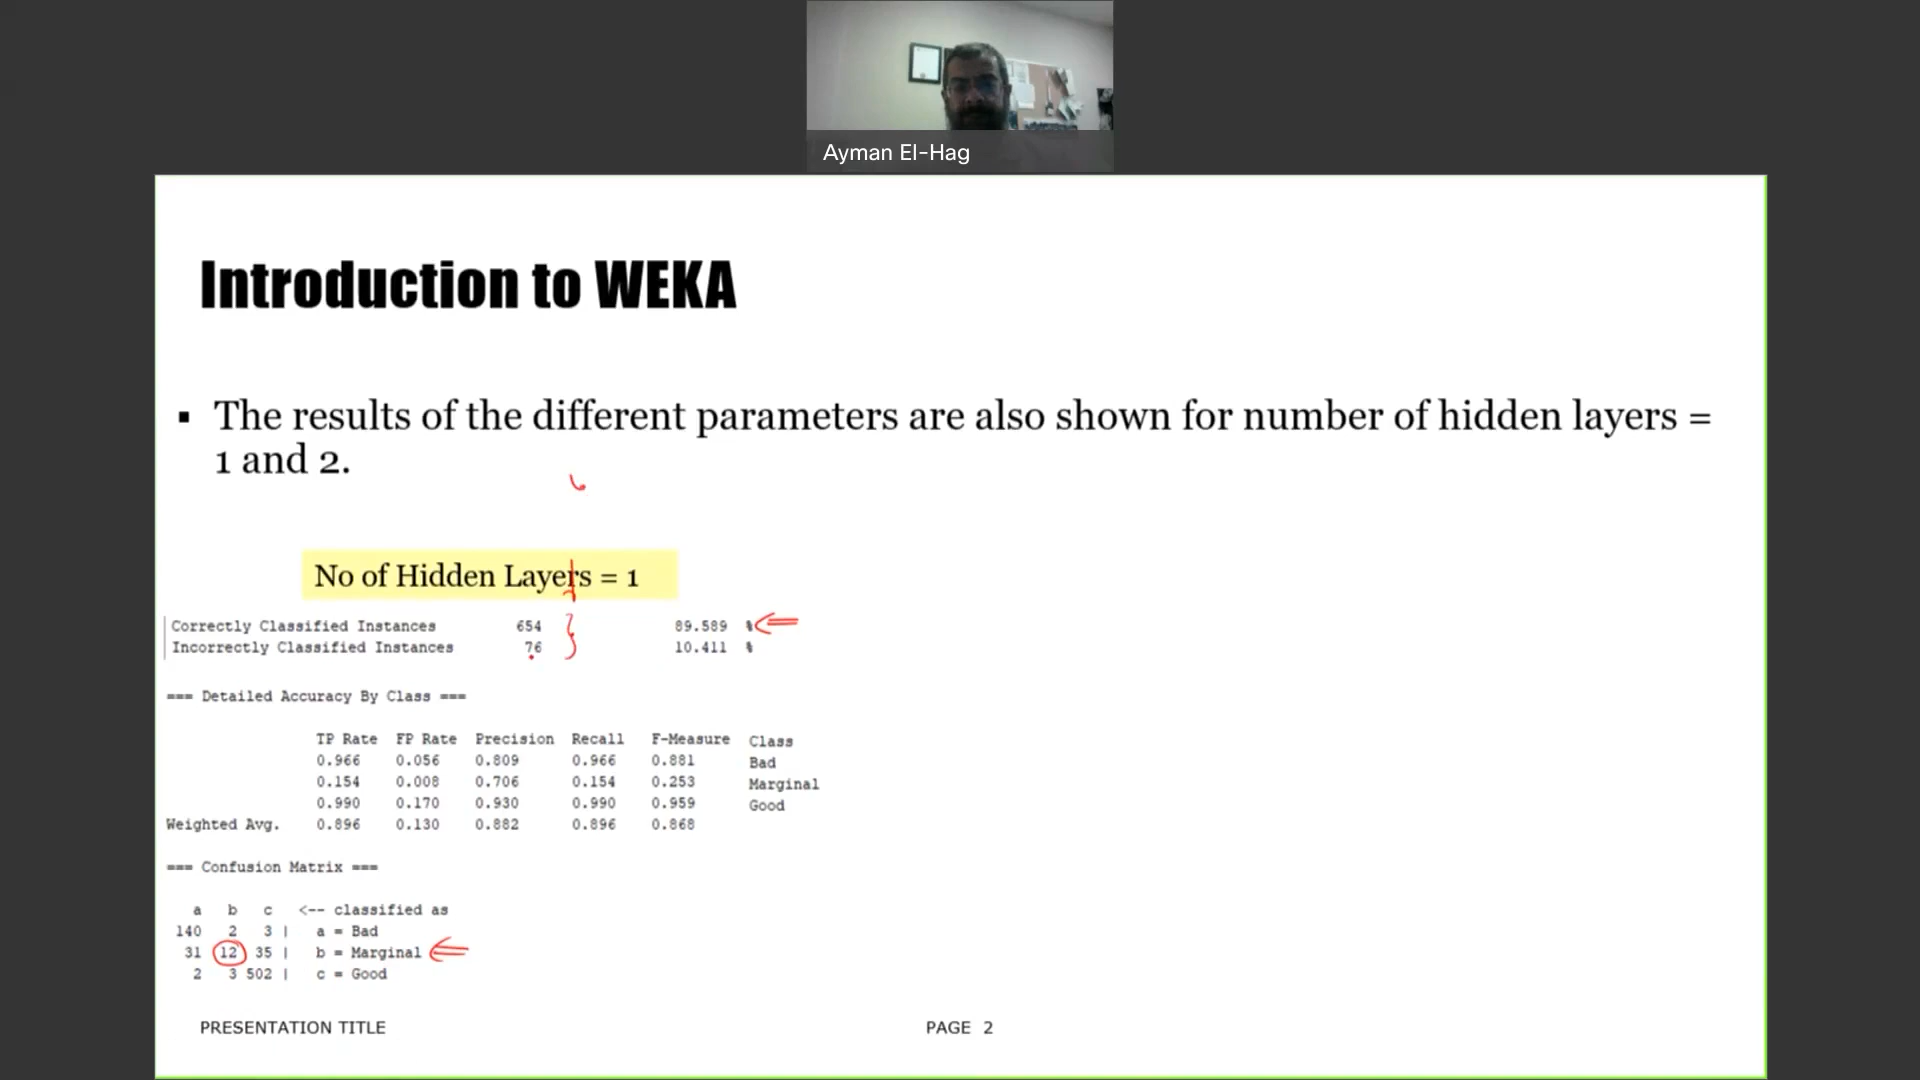 Ayman El-Hag
Introduction to WEKA
▪ The results of the different parameters are also shown for number of hidden layers =
1 and 2.
No of Hidden Layers = 1
Correctly Classified Instances 654 89.589 %
Incorrectly Classified Instances 76 10.411 %
=== Detailed Accuracy By Class ===
TP Rate FP Rate Precision Recall F-Measure Class
0.966 0.056 0.809 0.966 0.881 Bad
0.154 0.008 0.706 0.154 0.253 Marginal
0.990 0.170 0.930 0.990 0.959 Good
Weighted Avg. 0.896 0.130 0.882 0.896 0.868
=== Confusion Matrix ===
a b c <-- classified as
140 2 3 | a = Bad
31 12 35 | b = Marginal
2 3 502 | c = Good
PRESENTATION TITLE PAGE 2